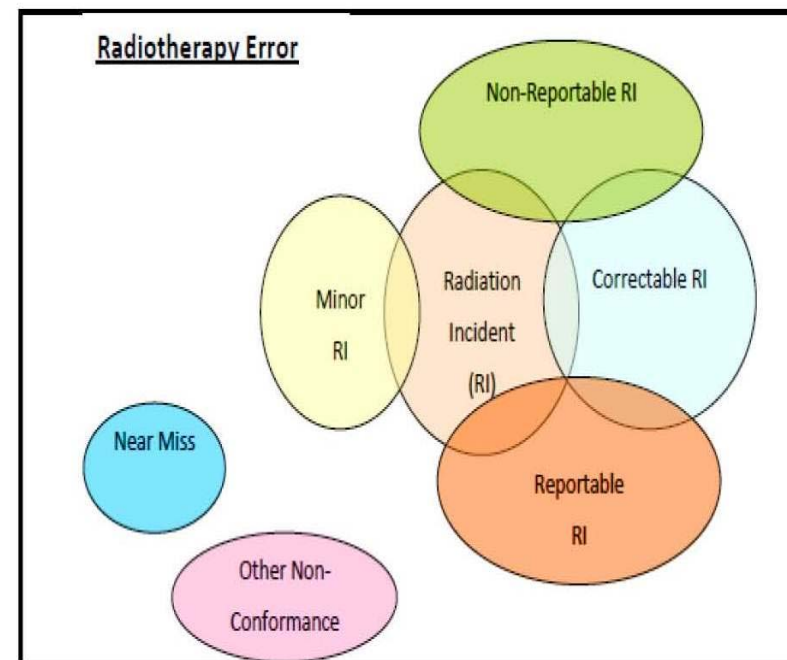 Radiotherapy Error
Non-Reportable RI
Minor
RI
Radiation
Incident
(RI)
Correctable RI
Near Miss
Reportable
RI
Other Non-
Conformance